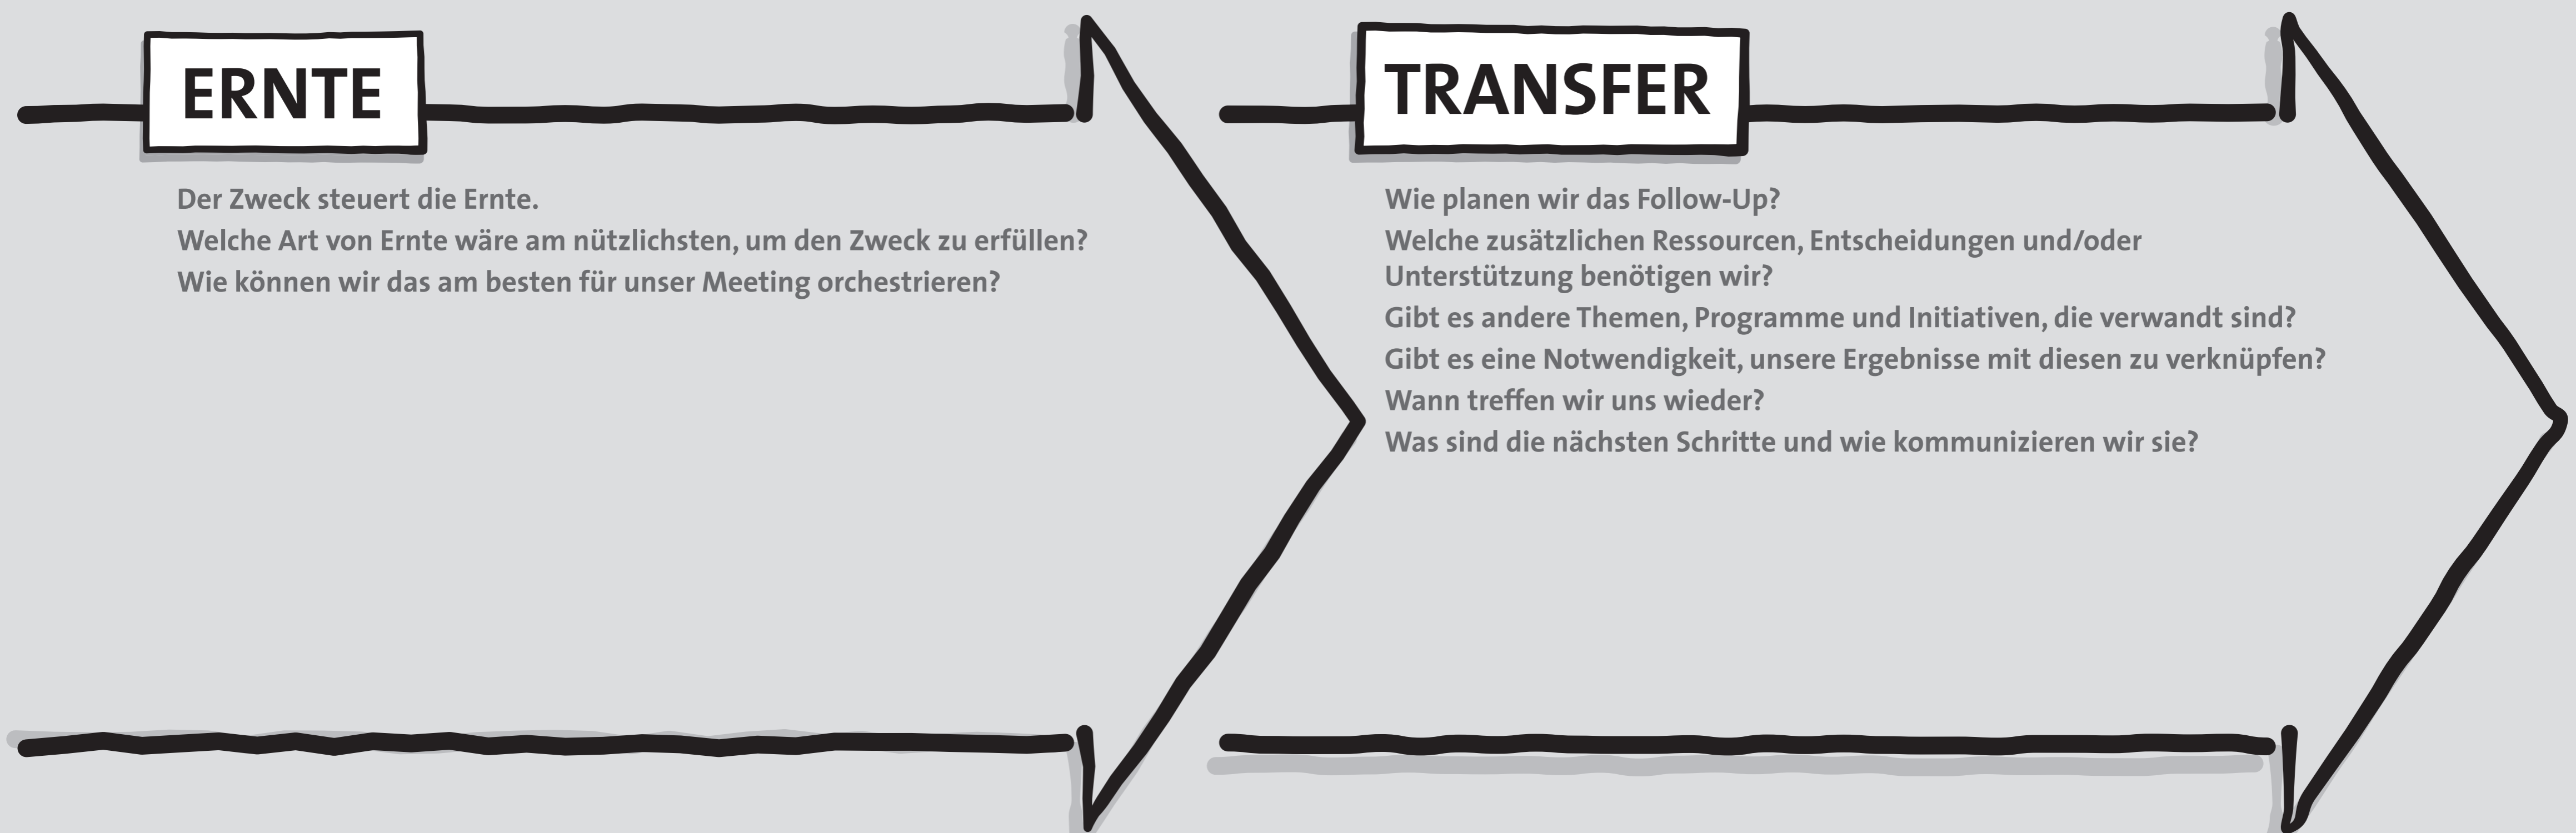 ERNTE
Der Zweck steuert die Ernte.
Welche Art von Ernte wäre am nützlichsten, um den Zweck zu erfüllen?
Wie können wir das am besten für unser Meeting orchestrieren?
TRANSFER
Wie planen wir das Follow-Up?
Welche zusätzlichen Ressourcen, Entscheidungen und/oder
Unterstützung benötigen wir?
Gibt es andere Themen, Programme und Initiativen, die verwandt sind?
Gibt es eine Notwendigkeit, unsere Ergebnisse mit diesen zu verknüpfen?
Wann treffen wir uns wieder?
Was sind die nächsten Schritte und wie kommunizieren wir sie?